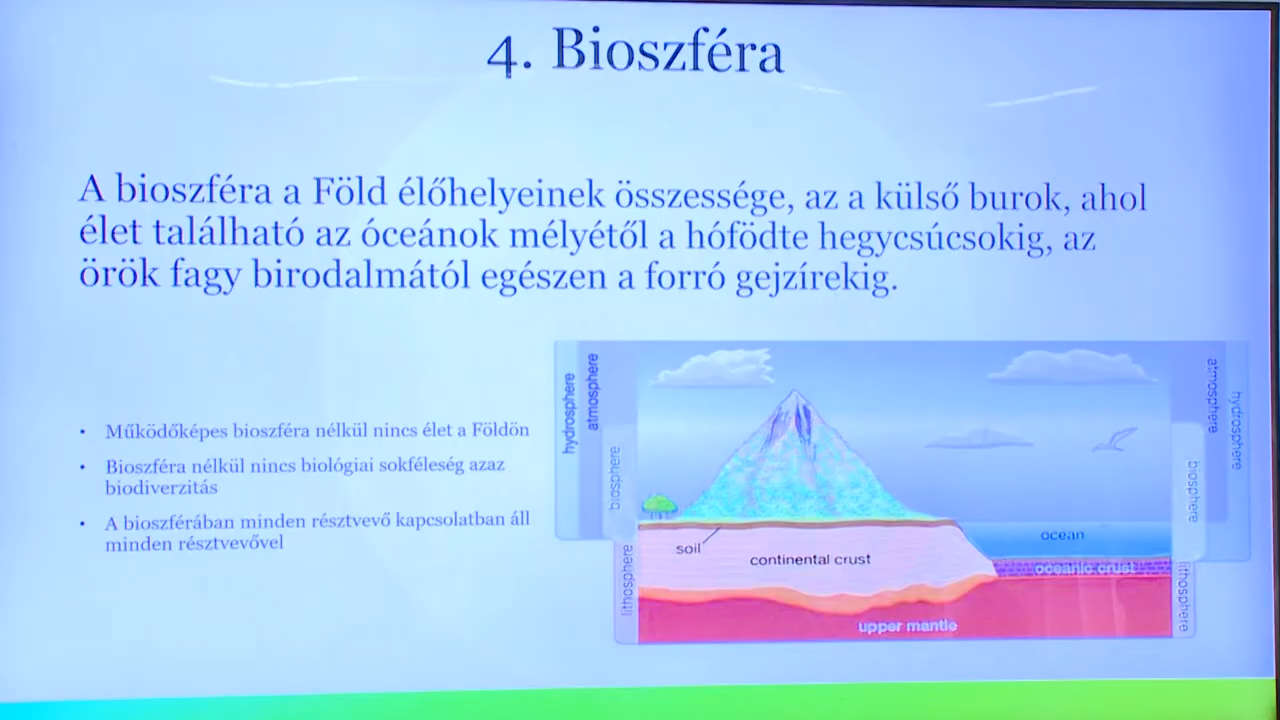 4. Bioszféra
A bioszféra a Föld élőhelyeinek összessége, az a külső burok, ahol
élet található az óceánok mélyétől a hófödte hegycsúcsokig, az
örök fagy birodalmától egészen a forró gejzírekig.
• Működőképes bioszféra nélkül nincs élet a Földön
• Bioszféra nélkül nincs biológiai sokféleség azaz
biodiverzitás
• A bioszférában minden résztvevő kapcsolatban áll
minden résztvevővel
hydrosphere
atmosphere
biosphere
lithosphere
soil
continental crust
upper mantle
ocean
oceanic crust
atmosphere
hydrosphere
biosphere
lithosphere